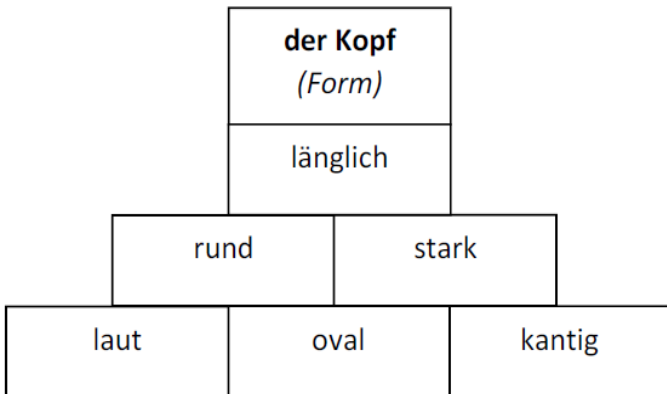 der Kopf
(Form)
länglich
rund stark
laut oval kantig